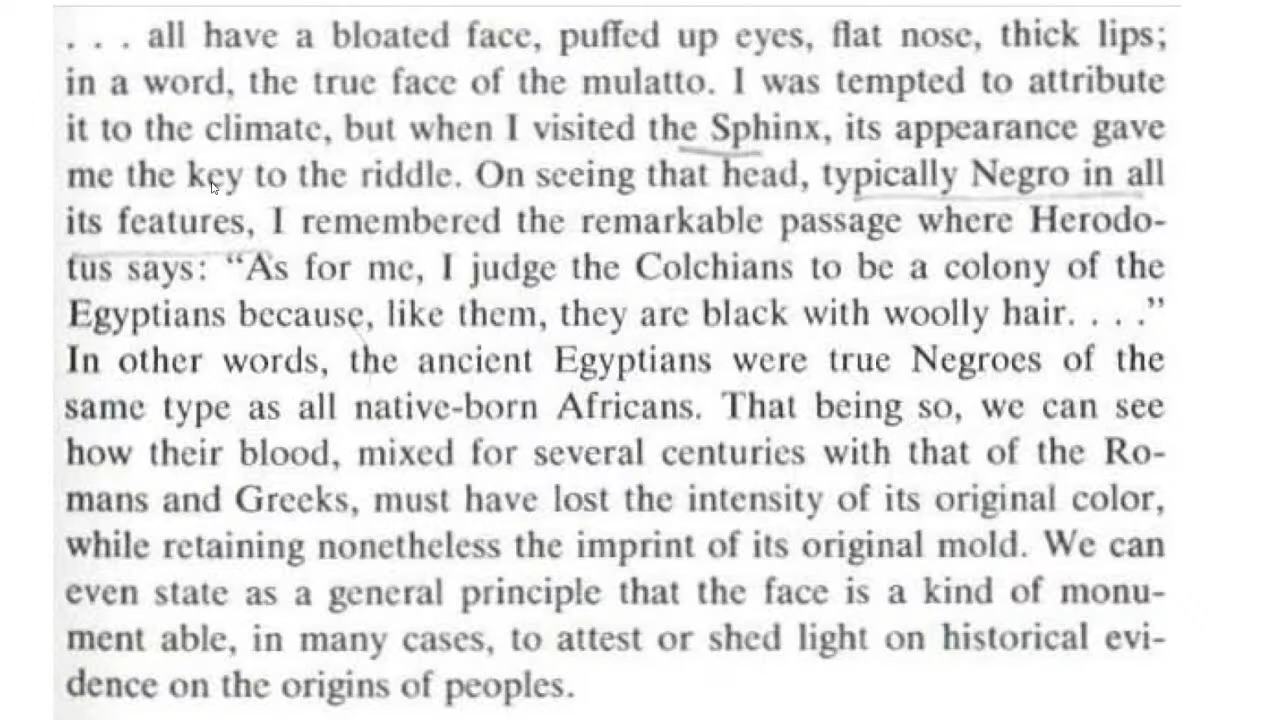 . . . all have a bloated face, puffed up eyes, flat nose, thick lips;
in a word, the true face of the mulatto. I was tempted to attribute
it to the climate, but when I visited the Sphinx, its appearance gave
me the key to the riddle. On seeing that head, typically Negro in all
its features, I remembered the remarkable passage where Herodo-
tus says: “As for me, I judge the Colchians to be a colony of the
Egyptians because, like them, they are black with woolly hair. . . .”
In other words, the ancient Egyptians were true Negroes of the
same type as all native-born Africans. That being so, we can see
how their blood, mixed for several centuries with that of the Ro-
mans and Greeks, must have lost the intensity of its original color,
while retaining nonetheless the imprint of its original mold. We can
even state as a general principle that the face is a kind of monu-
ment able, in many cases, to attest or shed light on historical evi-
dence on the origins of peoples.